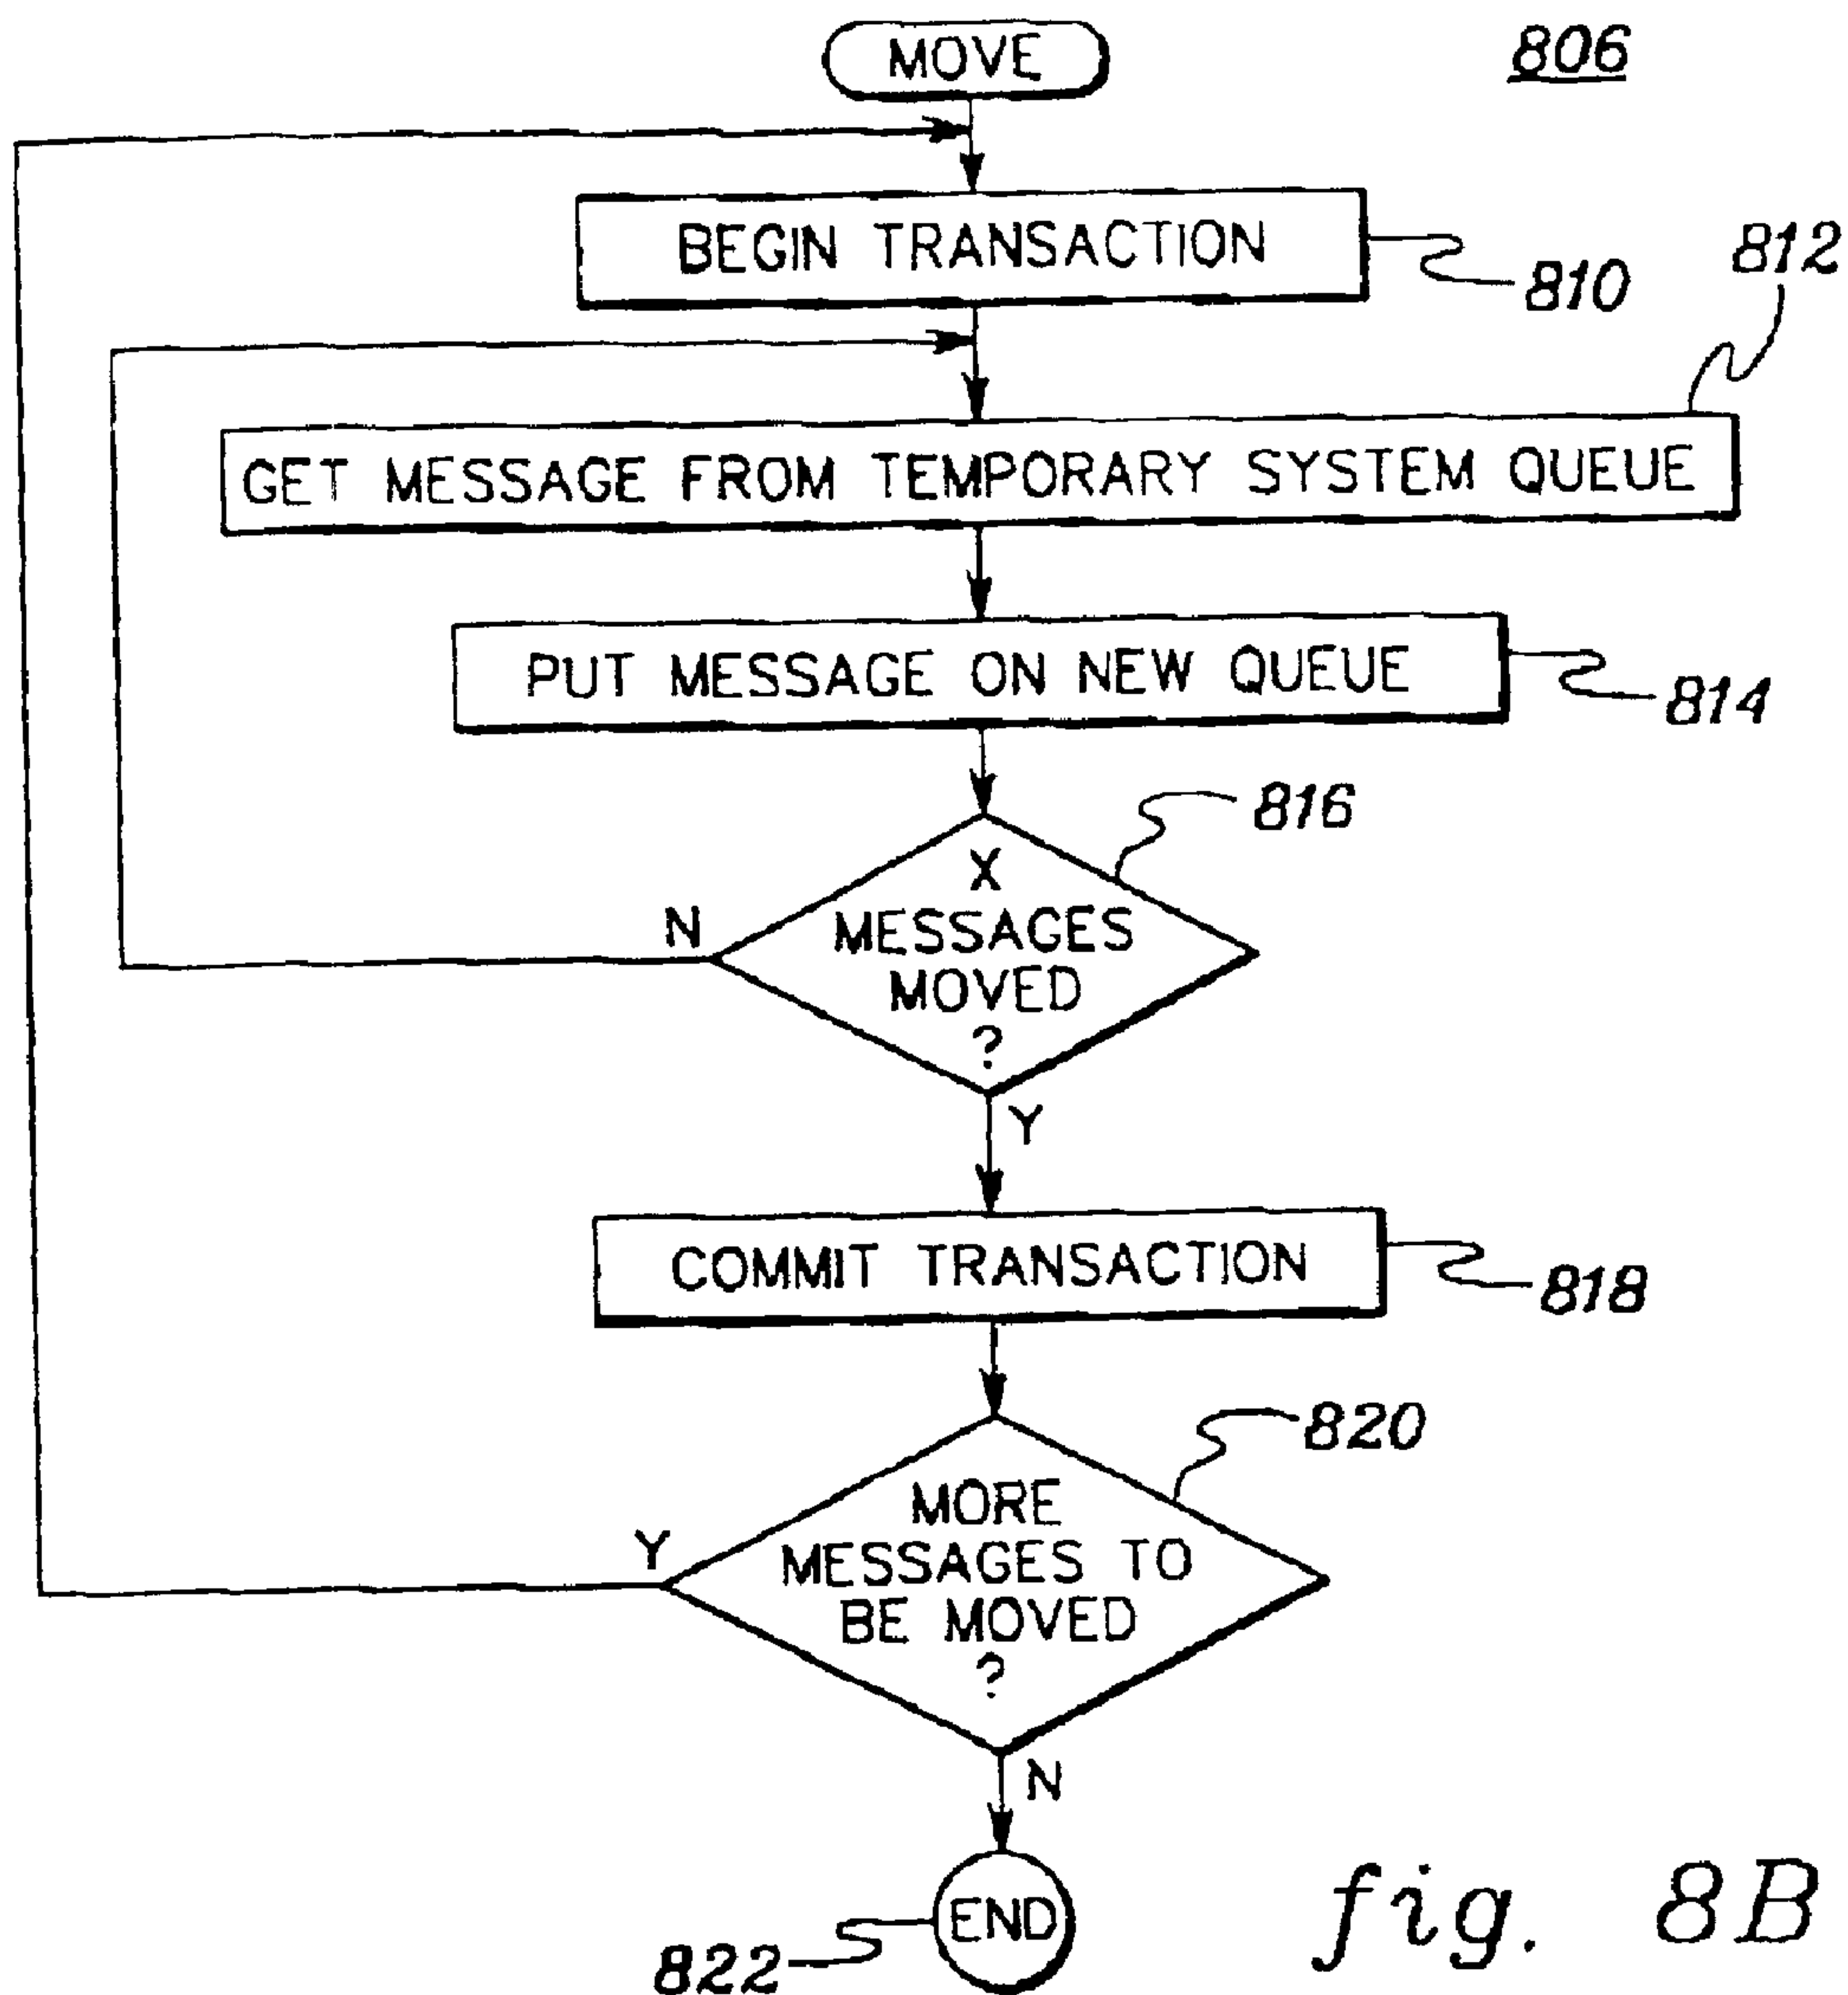 MOVE
806
BEGIN TRANSACTION
810
812
GET MESSAGE FROM TEMPORARY SYSTEM QUEUE
PUT MESSAGE ON NEW QUEUE
814
816
X
MESSAGES
MOVED
?
N
Y
COMMIT TRANSACTION
818
820
MORE
MESSAGES TO
BE MOVED
?
Y
N
END
822
fig. 8B